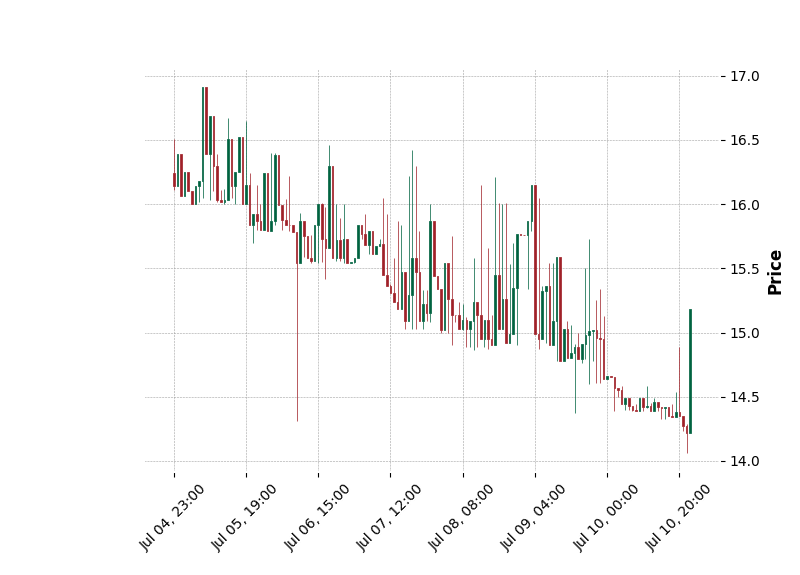 17.0
16.5
16.0
15.5
15.0
14.5
14.0
Price
Jul 04, 23:00
Jul 05, 19:00
Jul 06, 15:00
Jul 07, 12:00
Jul 08, 08:00
Jul 09, 04:00
Jul 10, 00:00
Jul 10, 20:00